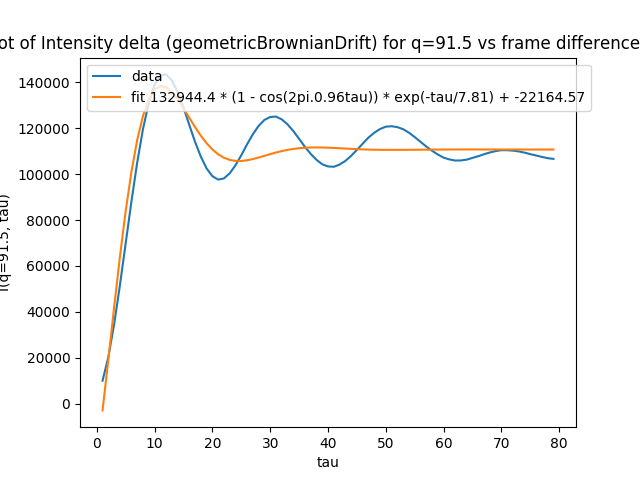 ot of Intensity delta (geometricBrownianDrift) for q=91.5 vs frame difference
data
fit 132944.4 * (1 - cos(2pi.0.96tau)) * exp(-tau/7.81) + -22164.57
140000
120000
100000
80000
60000
40000
20000
0
I(q=91.5, tau)
0 10 20 30 40 50 60 70 80
tau